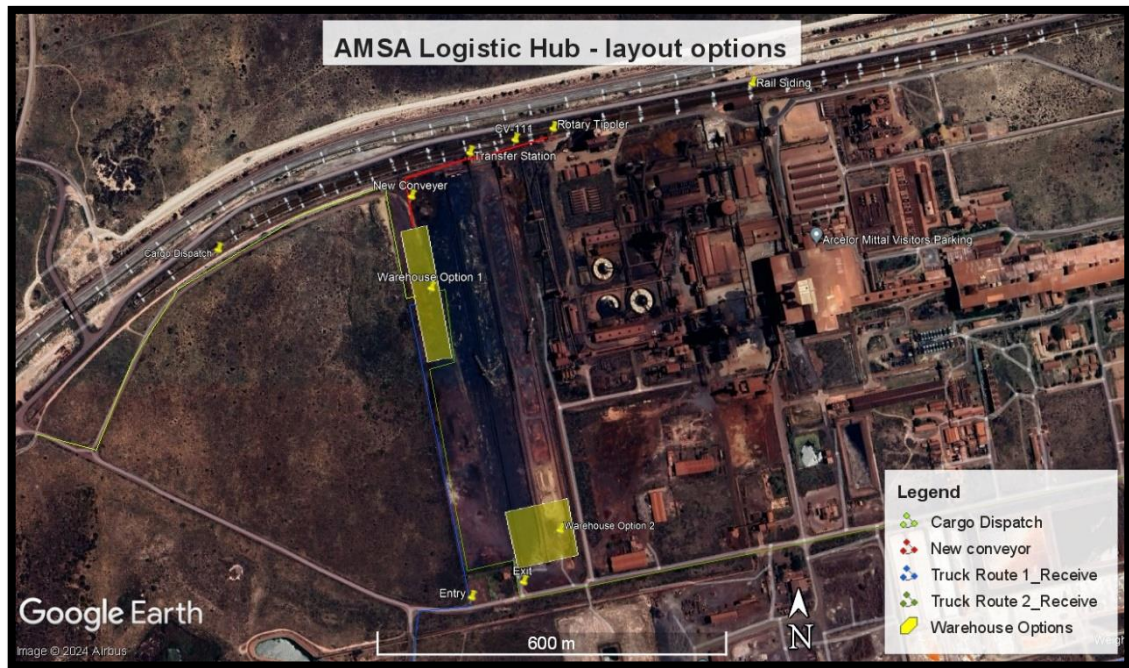 AMSA Logistic Hub - layout options
Rail Siding
Rotary Tippler
CV-111
Transfer Station
New Conveyer
Cargo Dispatch
Arcelor Mittal Visitors Parking
Warehouse Option 1
Warehouse Option 2
Exit
Entry
Legend
Cargo Dispatch
New conveyor
Truck Route 1_Receive
Truck Route 2_Receive
Warehouse Options
Google Earth
600 m
N
Image © 2024 Airbus